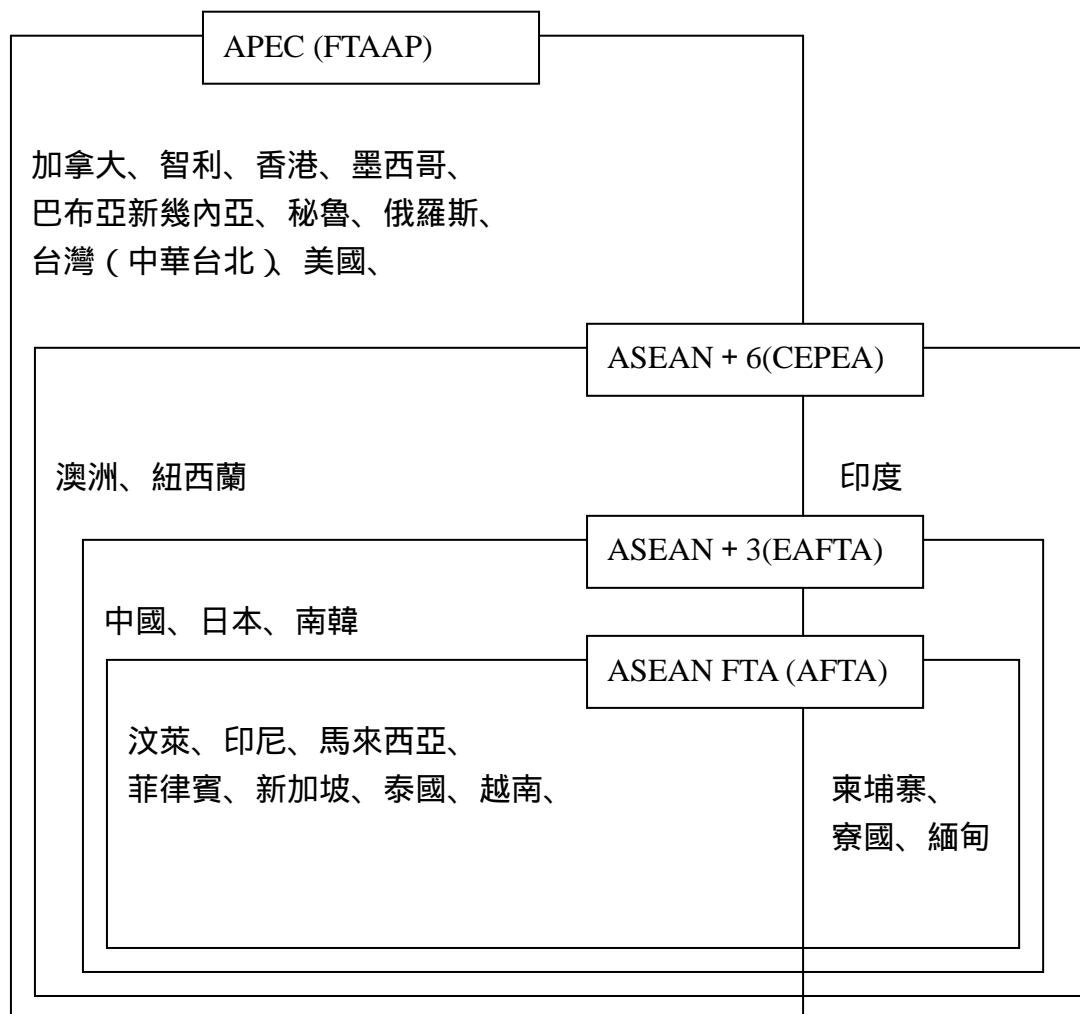 APEC (FTAAP)
加拿大、智利、香港、墨西哥、
巴布亞新幾內亞、秘魯、俄羅斯、
台灣（中華台北）、美國、
ASEAN + 6(CEPEA)
澳洲、紐西蘭
印度
ASEAN + 3(EAFTA)
中國、日本、南韓
ASEAN FTA (AFTA)
汶萊、印尼、馬來西亞、
菲律賓、新加坡、泰國、越南、
柬埔寨、
寮國、緬甸